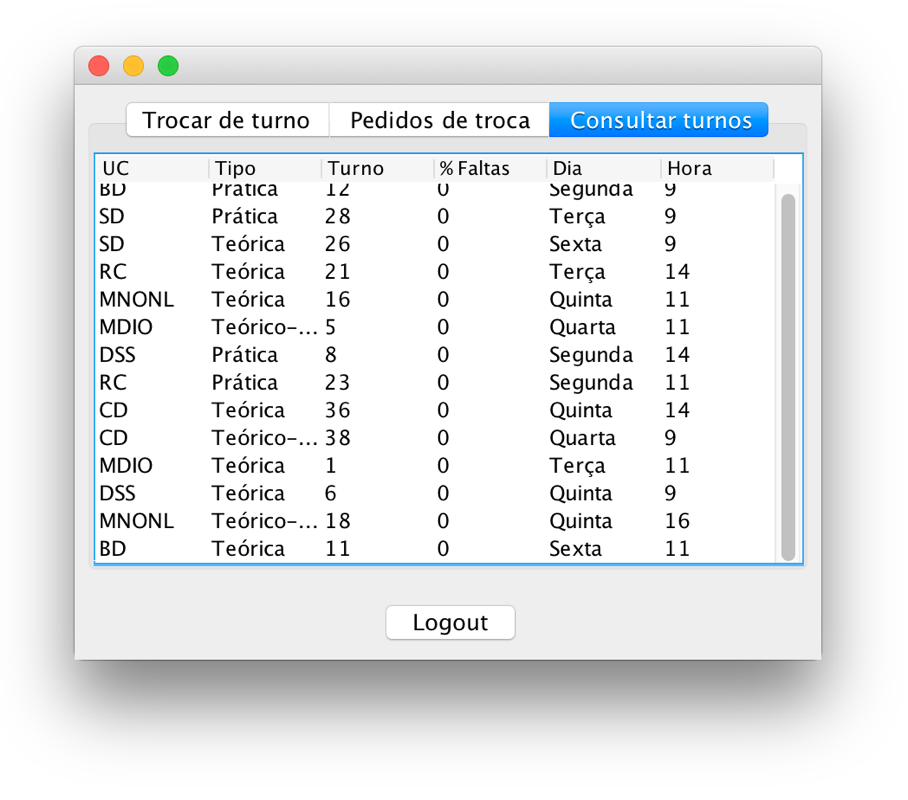 Trocar de turno Pedidos de troca Consultar turnos
UC Tipo Turno % Faltas Dia Hora
BD Prática 12 0 Segunda 9
SD Prática 28 0 Terça 9
SD Teórica 26 0 Sexta 9
RC Teórica 21 0 Terça 14
MNONL Teórica 16 0 Quinta 11
MDIO Teórico-... 5 0 Quarta 11
DSS Prática 8 0 Segunda 14
RC Prática 23 0 Segunda 11
CD Teórica 36 0 Quinta 14
CD Teórico-... 38 0 Quarta 9
MDIO Teórica 1 0 Terça 11
DSS Teórica 6 0 Quinta 9
MNONL Teórico-... 18 0 Quinta 16
BD Teórica 11 0 Sexta 11
Logout